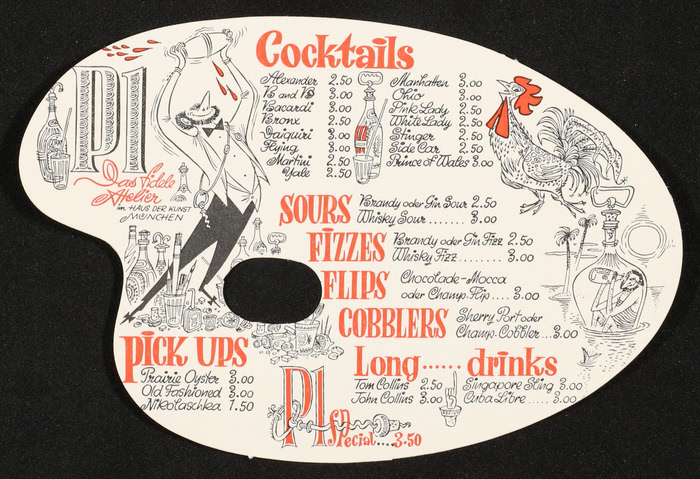 P1
Das fidele
Atelier
im HAUS DER KUNST
MÜNCHEN
Cocktails
Alexander 2.50
B and B 3.00
Bacardi 3.00
Bronx 2.50
Daiquiri 3.00
Flying 3.00
Martini 2.50
Yale 2.50
Manhatten 3.00
Ohio 3.00
Pink Lady 2.50
White Lady 2.50
Stinger 2.50
Side Car 2.50
Prince of Wales 3.00
SOURS Brandy oder Gin Sour 2.50
Whisky Sour ....... 3.00
FIZZES Brandy oder Gin Fizz 2.50
Whisky Fizz ........ 3.00
FLIPS Chocolade-Mocca
oder Champ. Flip .... 3.00
COBBLERS Sherry Port oder
Champ. Cobbler ... 3.00
PICK UPS
Prairie Oyster 3.00
Old Fashioned 3.00
Nikolaschka 1.50
Long ...... drinks
Tom Collins 2.50
John Collins 3.00
Singapore Sling 3.00
Cuba Libre ..... 3.00
P1 Special .... 3.50